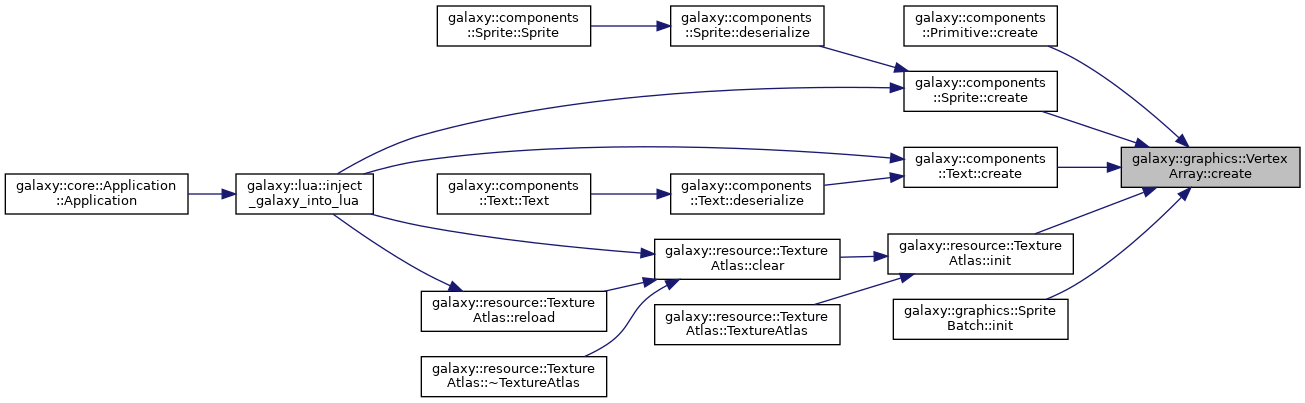 galaxy::components
::Sprite::Sprite
galaxy::components
::Sprite::deserialize
galaxy::components
::Primitive::create
galaxy::components
::Sprite::create
galaxy::graphics::Vertex
Array::create
galaxy::components
::Text::create
galaxy::core::Application
::Application
galaxy::lua::inject
_galaxy_into_lua
galaxy::components
::Text::Text
galaxy::components
::Text::deserialize
galaxy::resource::Texture
Atlas::clear
galaxy::resource::Texture
Atlas::init
galaxy::resource::Texture
Atlas::reload
galaxy::resource::Texture
Atlas::TextureAtlas
galaxy::graphics::Sprite
Batch::init
galaxy::resource::Texture
Atlas::~TextureAtlas